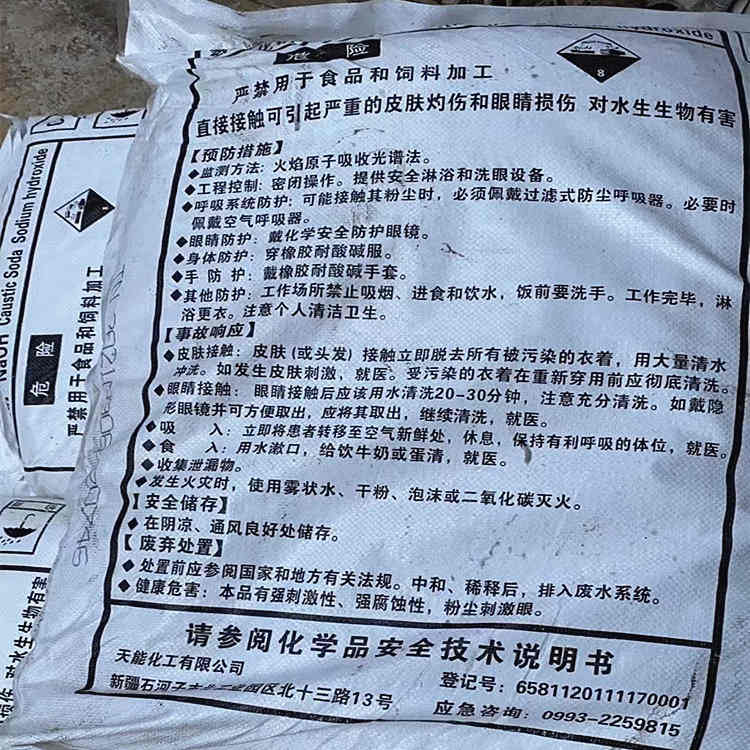 hydroxide
危 险
8
严禁用于食品和饲料加工
直接接触可引起严重的皮肤灼伤和眼睛损伤 对水生生物有害
【预防措施】
◆监测方法：火焰原子吸收光谱法。
◆工程控制：密闭操作。提供安全淋浴和洗眼设备。
◆呼吸系统防护：可能接触其粉尘时，必须佩戴过滤式防尘呼吸器。必要时
佩戴空气呼吸器。
◆眼睛防护：戴化学安全防护眼镜。
◆身体防护：穿橡胶耐酸碱服。
◆手 防 护：戴橡胶耐酸碱手套。
◆其他防护：工作场所禁止吸烟、进食和饮水，饭前要洗手。工作完毕，淋
浴更衣。注意个人清洁卫生。
【事故响应】
◆皮肤接触：皮肤(或头发)接触立即脱去所有被污染的衣着，用大量清水
冲洗。如发生皮肤刺激，就医。受污染的衣着在重新穿用前应彻底清洗。
◆眼睛接触：眼睛接触后应该用水清洗20-30分钟，注意充分清洗。如戴隐
形眼镜并可方便取出，应将其取出，继续清洗，就医。
◆吸 入：立即将患者转移至空气新鲜处，休息，保持有利呼吸的体位，就医。
◆食 入：用水漱口，给饮牛奶或蛋清，就医。
◆收集泄漏物。
◆发生火灾时，使用雾状水、干粉、泡沫或二氧化碳灭火。
【安全储存】
◆在阴凉、通风良好处储存。
【废弃处置】
◆处置前应参阅国家和地方有关法规。中和、稀释后，排入废水系统。
◆健康危害：本品有强刺激性、强腐蚀性，粉尘刺激眼。
请参阅化学品安全技术说明书
天能化工有限公司
登记号：6581120111170001
新疆石河子 西区北十三路13号
应急咨询：0993-2259815
NaOH Caustic Soda Sodium hydroxide
危 险
严禁用于食品和饲料加工
损伤 对水生生物有害